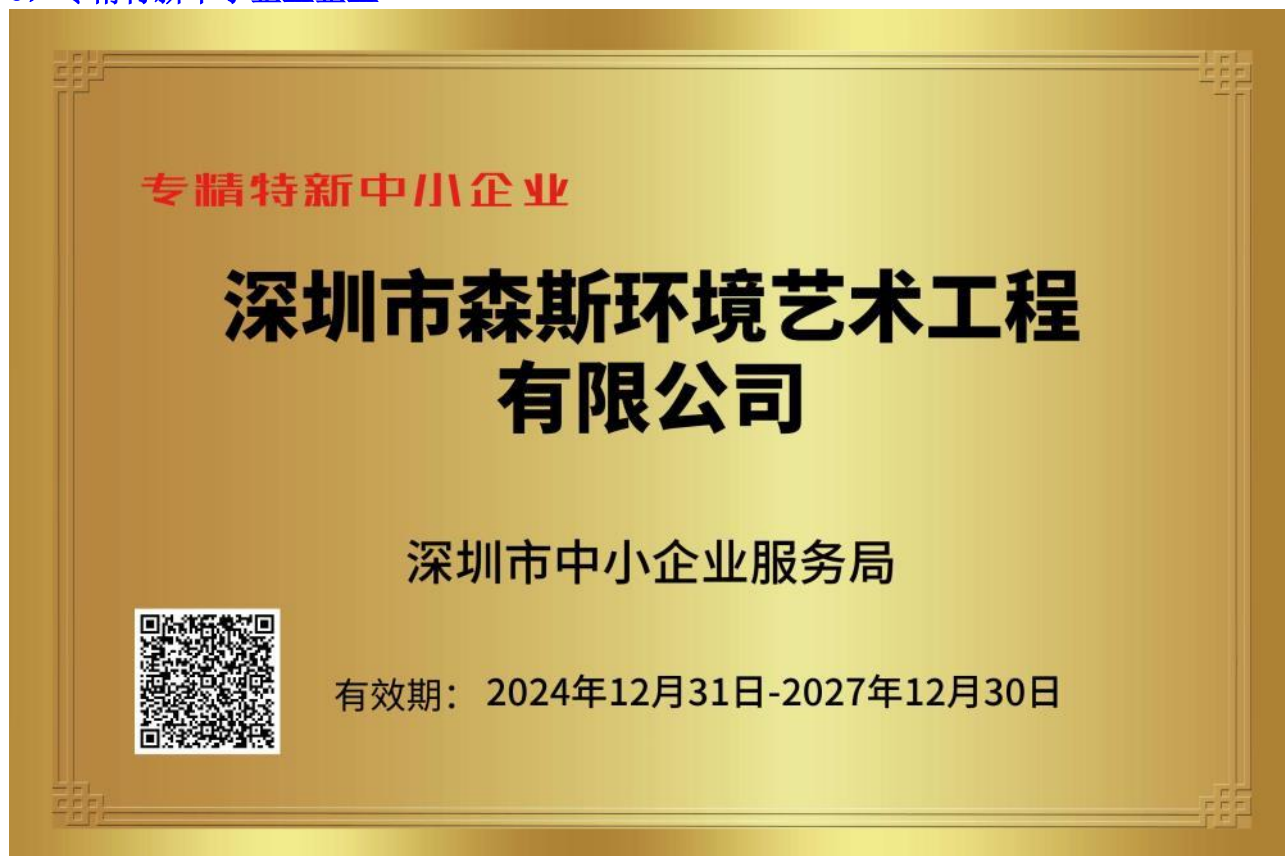 专精特新中小企业
深圳市森斯环境艺术工程
有限公司
深圳市中小企业服务局
有效期：2024年12月31日-2027年12月30日